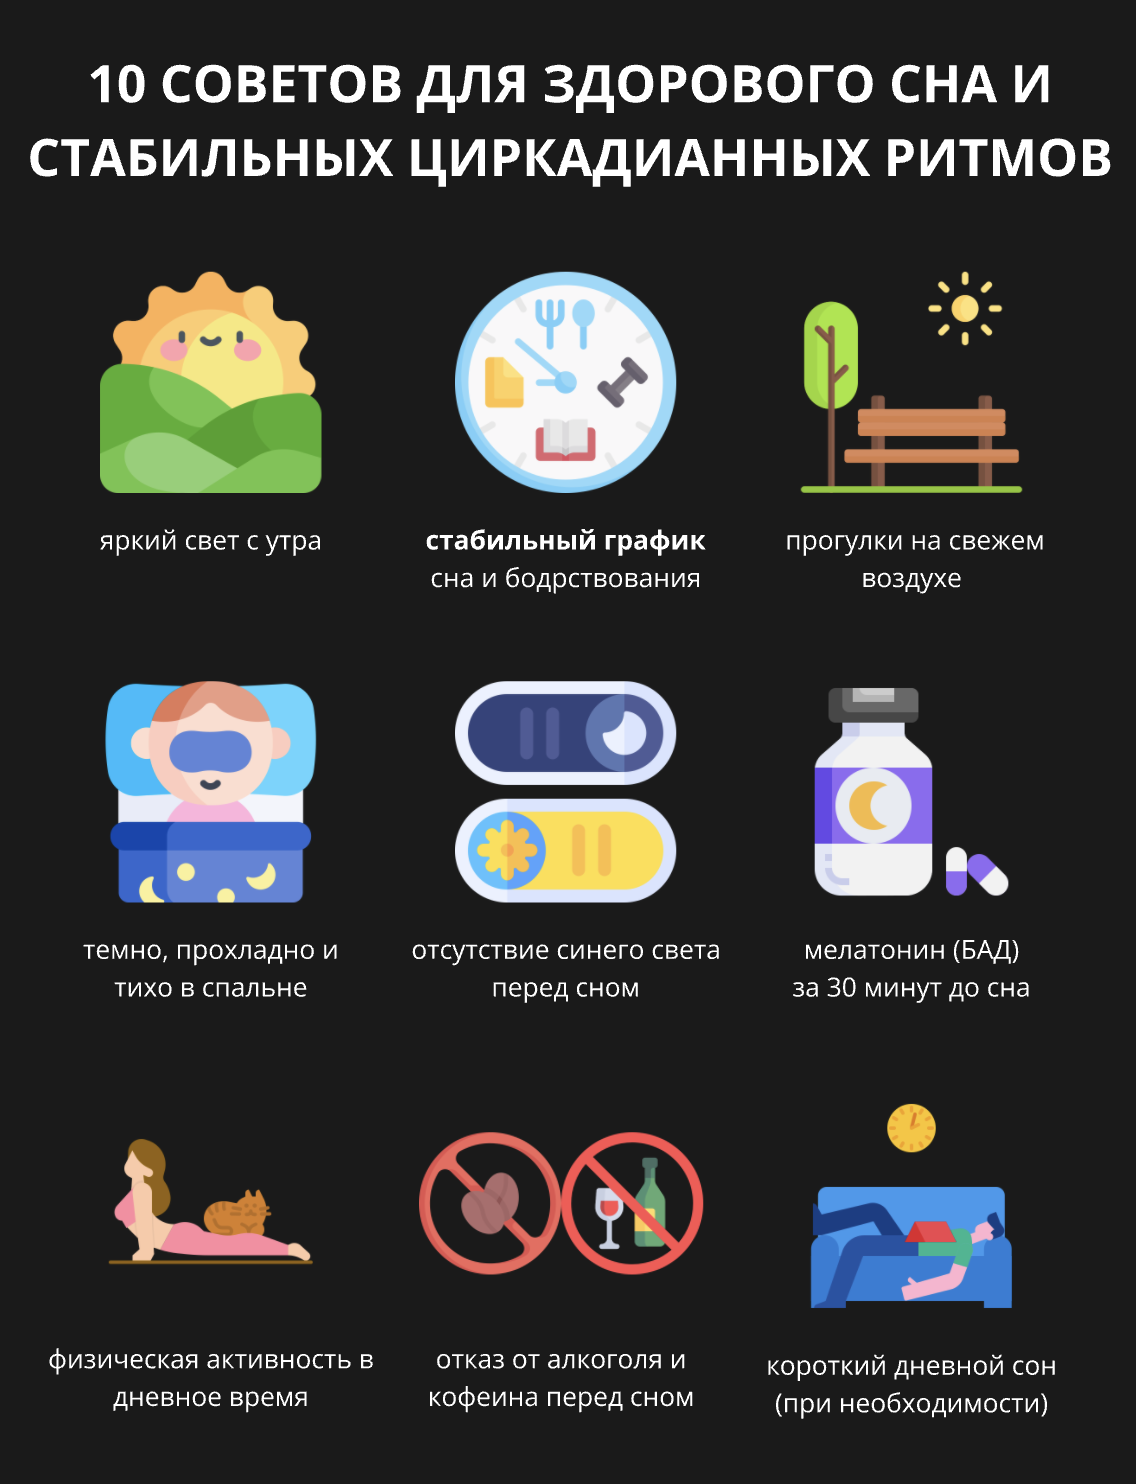 10 СОВЕТОВ ДЛЯ ЗДОРОВОГО СНА И
СТАБИЛЬНЫХ ЦИРКАДИАННЫХ РИТМОВ
яркий свет с утра
стабильный график
сна и бодрствования
прогулки на свежем
воздухе
темно, прохладно и
тихо в спальне
отсутствие синего света
перед сном
мелатонин (БАД)
за 30 минут до сна
физическая активность в
дневное время
отказ от алкоголя и
кофеина перед сном
короткий дневной сон
(при необходимости)